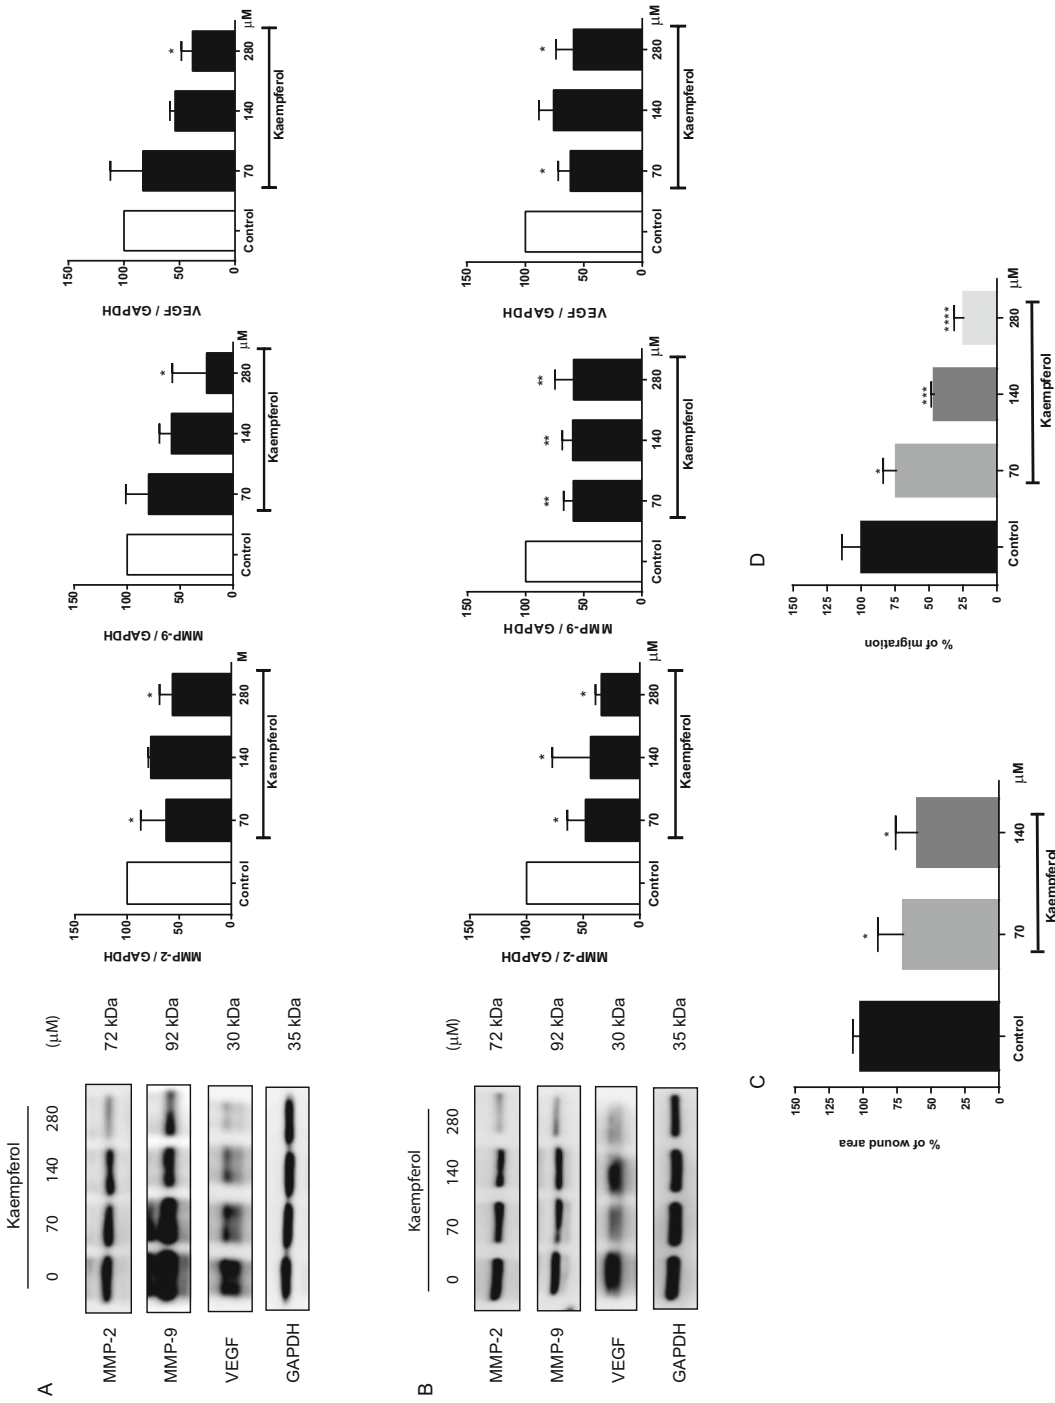 A
Kaempferol
0 70 140 280 (µM)
MMP-2 72 kDa
MMP-9 92 kDa
VEGF 30 kDa
GAPDH 35 kDa
MMP-2 / GAPDH
150
100
50
0
* *
Control 70 140 280 M
Kaempferol
MMP-9 / GAPDH
150
100
50
0
*
Control 70 140 280 µM
Kaempferol
VEGF / GAPDH
150
100
50
0
*
Control 70 140 280 µM
Kaempferol
B
Kaempferol
0 70 140 280 (µM)
MMP-2 72 kDa
MMP-9 92 kDa
VEGF 30 kDa
GAPDH 35 kDa
MMP-2 / GAPDH
150
100
50
0
* * *
Control 70 140 280 µM
Kaempferol
MMP-9 / GAPDH
150
100
50
0
** ** **
Control 70 140 280 µM
Kaempferol
VEGF / GAPDH
150
100
50
0
* *
Control 70 140 280 µM
Kaempferol
C
% of wound area
150
125
100
75
50
25
0
* *
Control 70 140 µM
Kaempferol
D
% of migration
150
125
100
75
50
25
0
* *** ****
Control 70 140 280 µM
Kaempferol